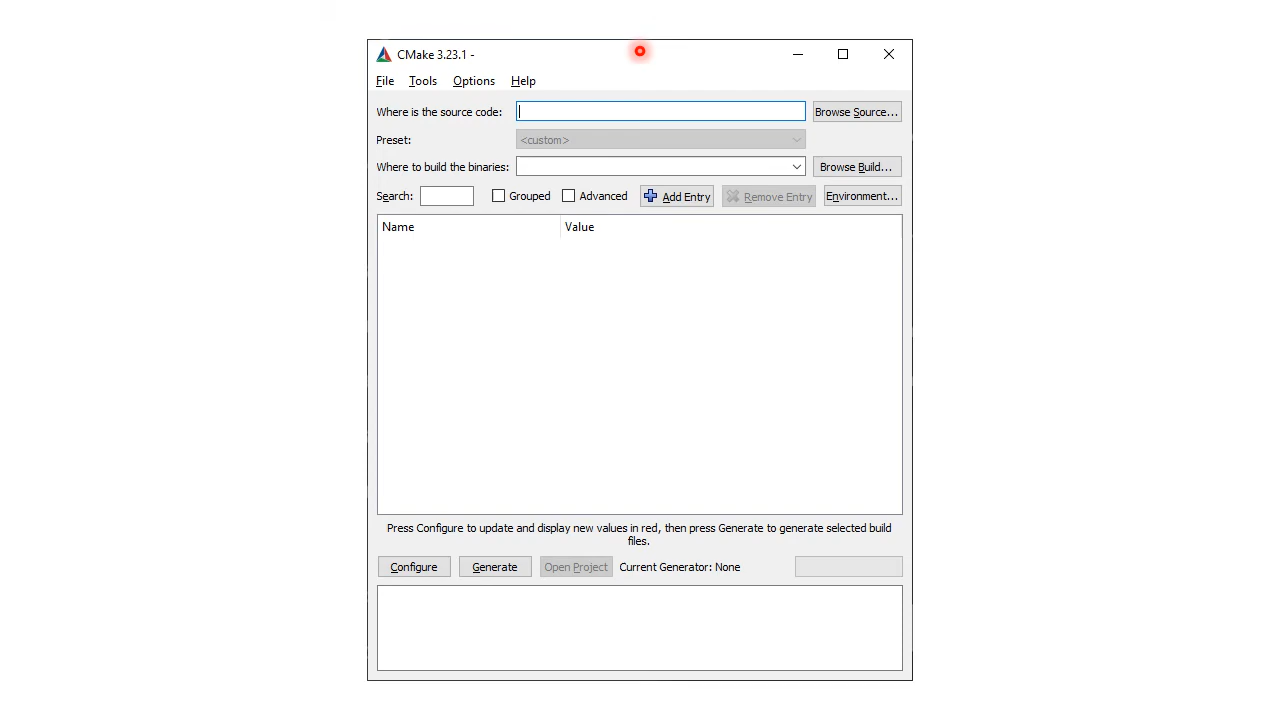 CMake 3.23.1 -
File Tools Options Help
Where is the source code: Browse Source...
Preset: <custom>
Where to build the binaries: Browse Build...
Search: Grouped Advanced Add Entry Remove Entry Environment...
Name Value
Press Configure to update and display new values in red, then press Generate to generate selected build
files.
Configure Generate Open Project Current Generator: None